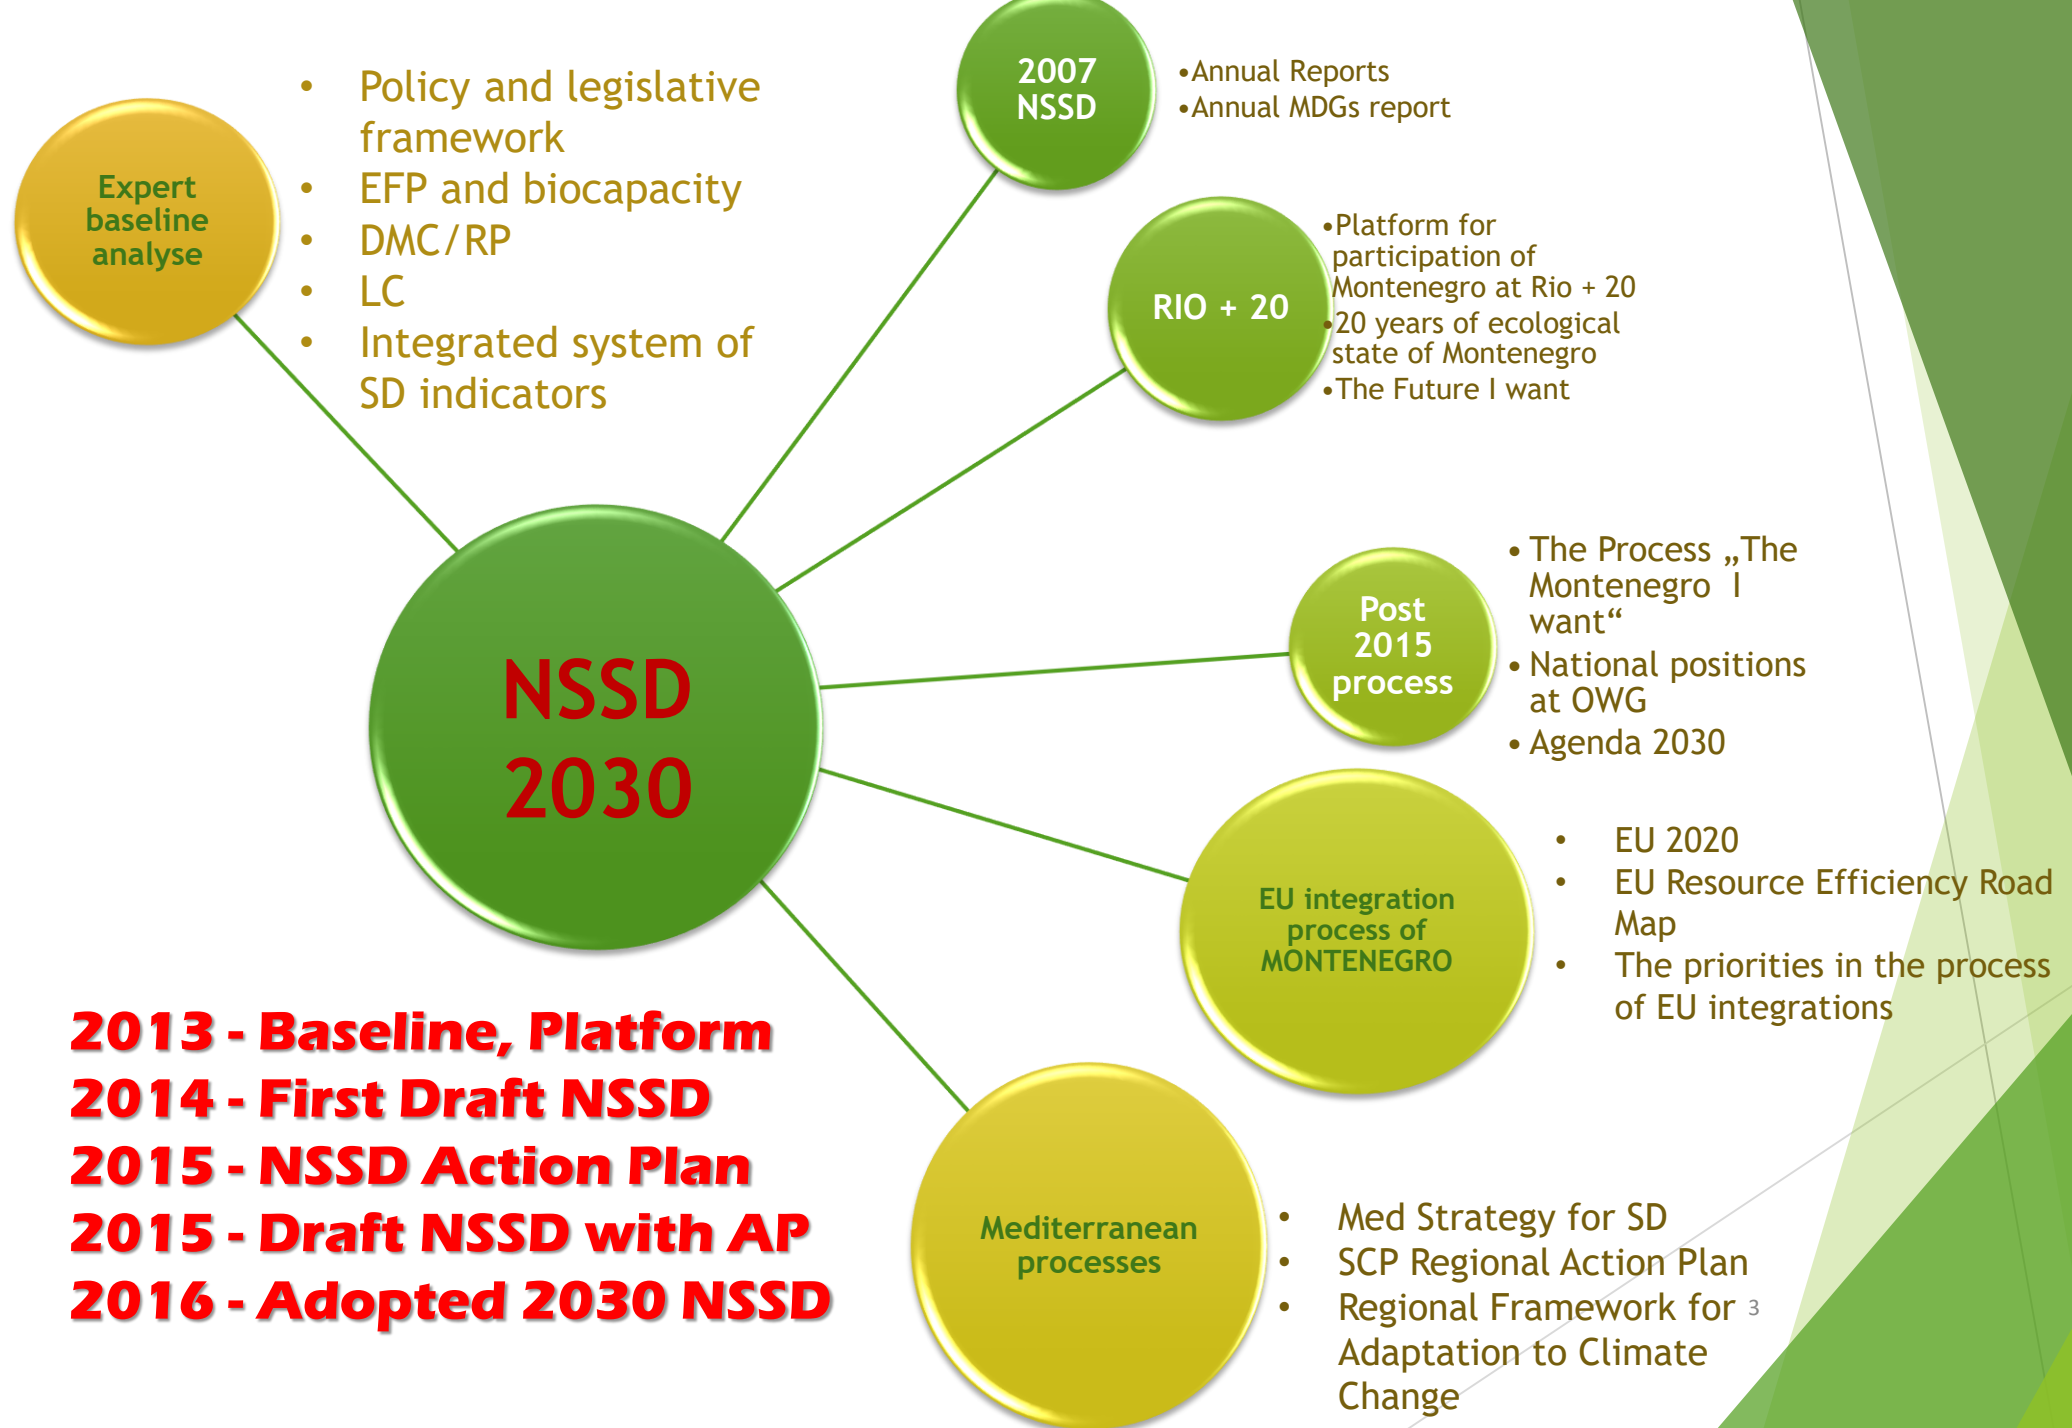 Expert
baseline
analyse
• Policy and legislative
framework
• EFP and biocapacity
• DMC/RP
• LC
• Integrated system of
SD indicators
2007
NSSD
•Annual Reports
•Annual MDGs report
RIO + 20
•Platform for
participation of
Montenegro at Rio + 20
•20 years of ecological
state of Montenegro
•The Future I want
NSSD
2030
Post
2015
process
• The Process „The
Montenegro I
want“
• National positions
at OWG
• Agenda 2030
EU integration
process of
MONTENEGRO
• EU 2020
• EU Resource Efficiency Road
Map
• The priorities in the process
of EU integrations
2013 - Baseline, Platform
2014 - First Draft NSSD
2015 - NSSD Action Plan
2015 - Draft NSSD with AP
2016 - Adopted 2030 NSSD
Mediterranean
processes
• Med Strategy for SD
• SCP Regional Action Plan
• Regional Framework for
Adaptation to Climate
Change
3